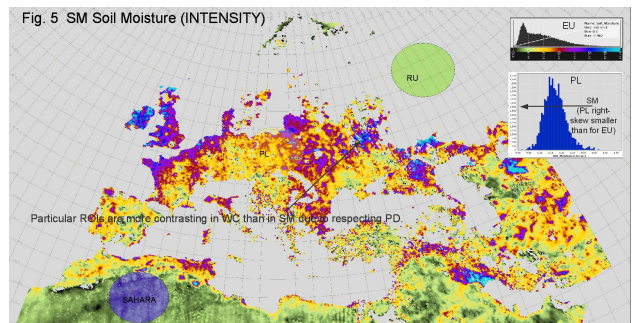 Fig. 5 SM Soil Moisture (INTENSITY)
EU
RU
PL
SM
(PL right-
skew smaller
than for EU)
PL
Particular ROIs are more contrasting in WC than in SM due to respecting PD.
SAHARA